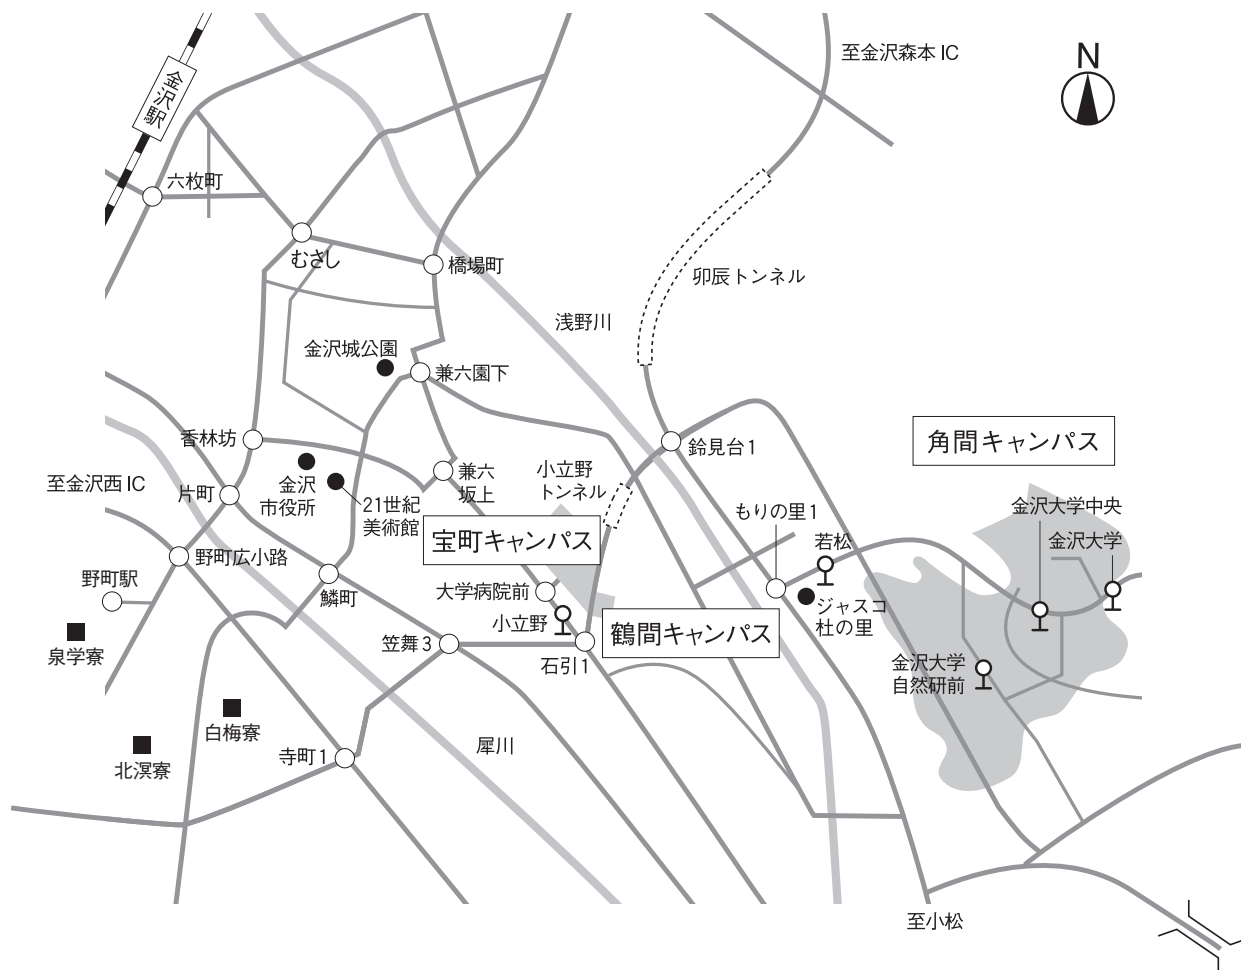 至金沢森本IC
N
金沢駅
六枚町
むさし
橋場町
卯辰トンネル
浅野川
金沢城公園
兼六園下
香林坊
鈴見台1
角間キャンパス
至金沢西IC
片町
金沢
市役所
21世紀
美術館
兼六
坂上
小立野
トンネル
もりの里1
金沢大学中央
金沢大学
若松
宝町キャンパス
野町広小路
野町駅
鱗町
大学病院前
小立野
鶴間キャンパス
ジャスコ
杜の里
泉学寮
笠舞3
石引1
金沢大学
自然研前
白梅寮
北溟寮
寺町1
犀川
至小松